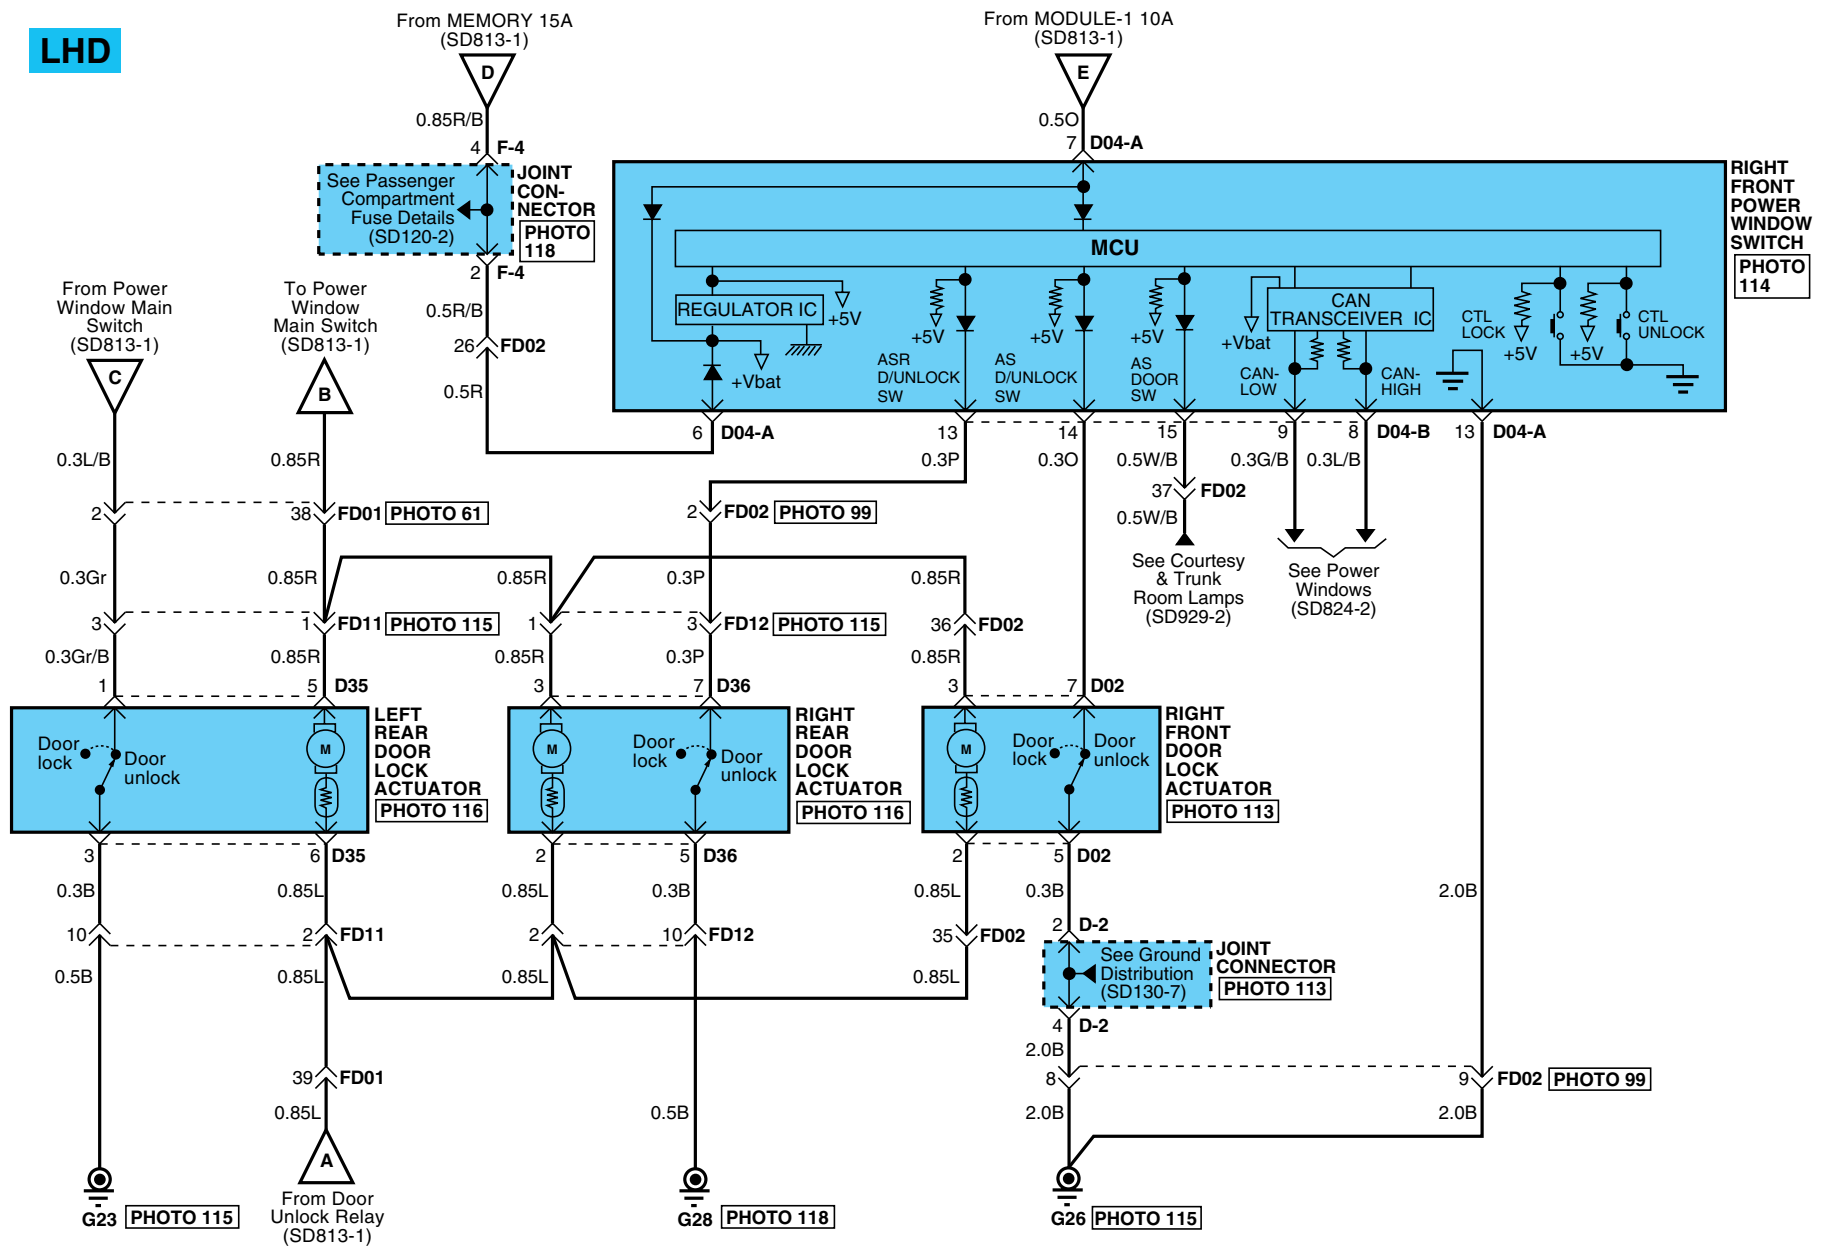 LHD
From MEMORY 15A
(SD813-1)
D
0.85R/B
4 F-4
See Passenger
Compartment
Fuse Details
(SD120-2)
JOINT
CON-
NECTOR
PHOTO
118
2 F-4
0.5R/B
26 FD02
0.5R
From MODULE-1 10A
(SD813-1)
E
0.5O
7 D04-A
RIGHT
FRONT
POWER
WINDOW
SWITCH
PHOTO
114
MCU
REGULATOR IC
+5V
+Vbat
+5V
ASR
D/UNLOCK
SW
+5V
AS
D/UNLOCK
SW
+5V
AS
DOOR
SW
+Vbat
CAN
TRANSCEIVER IC
CAN-
LOW
CAN-
HIGH
CTL
LOCK
+5V
+5V
CTL
UNLOCK
6 D04-A
13
14
15
9
8 D04-B
13 D04-A
0.3P
0.3O
0.5W/B
0.3G/B
0.3L/B
37 FD02
0.5W/B
See Courtesy
& Trunk
Room Lamps
(SD929-2)
See Power
Windows
(SD824-2)
From Power
Window Main
Switch
(SD813-1)
C
To Power
Window
Main Switch
(SD813-1)
B
0.3L/B
0.85R
2
38 FD01 PHOTO 61
2 FD02 PHOTO 99
0.3Gr
0.85R
0.85R
0.3P
0.85R
3
1 FD11 PHOTO 115
1
3 FD12 PHOTO 115
36 FD02
0.3Gr/B
0.85R
0.85R
0.3P
0.85R
1
5 D35
3
7 D36
3
7 D02
Door
lock
Door
unlock
M
LEFT
REAR
DOOR
LOCK
ACTUATOR
PHOTO 116
M
Door
lock
Door
unlock
RIGHT
REAR
DOOR
LOCK
ACTUATOR
PHOTO 116
M
Door
lock
Door
unlock
RIGHT
FRONT
DOOR
LOCK
ACTUATOR
PHOTO 113
3
6 D35
2
5 D36
2
5 D02
0.3B
0.85L
0.85L
0.3B
0.85L
0.3B
2.0B
10
2 FD11
2
10 FD12
35 FD02
2 D-2
See Ground
Distribution
(SD130-7)
JOINT
CONNECTOR
PHOTO 113
0.5B
0.85L
0.85L
0.85L
4 D-2
2.0B
39 FD01
8
9 FD02 PHOTO 99
0.85L
0.5B
2.0B
2.0B
A
From Door
Unlock Relay
(SD813-1)
G23 PHOTO 115
G28 PHOTO 118
G26 PHOTO 115